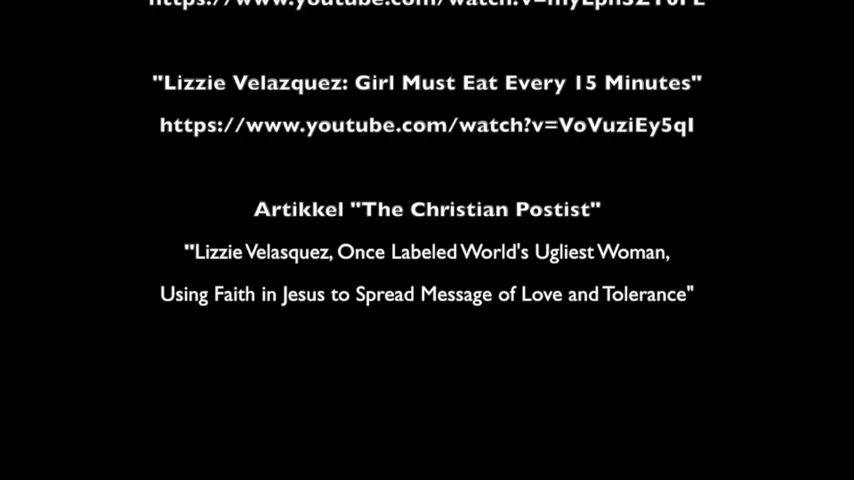 "Lizzie Velazquez: Girl Must Eat Every 15 Minutes"
https://www.youtube.com/watch?v=VoVuziEy5qI
Artikkel "The Christian Postist"
"Lizzie Velasquez, Once Labeled World's Ugliest Woman,
Using Faith in Jesus to Spread Message of Love and Tolerance"